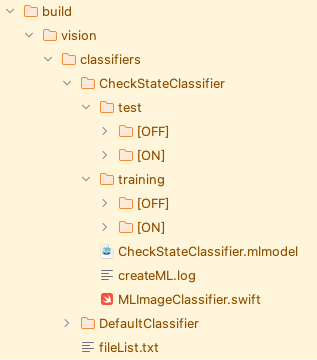 build
vision
classifiers
CheckStateClassifier
test
[OFF]
[ON]
training
[OFF]
[ON]
CheckStateClassifier.mlmodel
createML.log
MLImageClassifier.swift
DefaultClassifier
fileList.txt